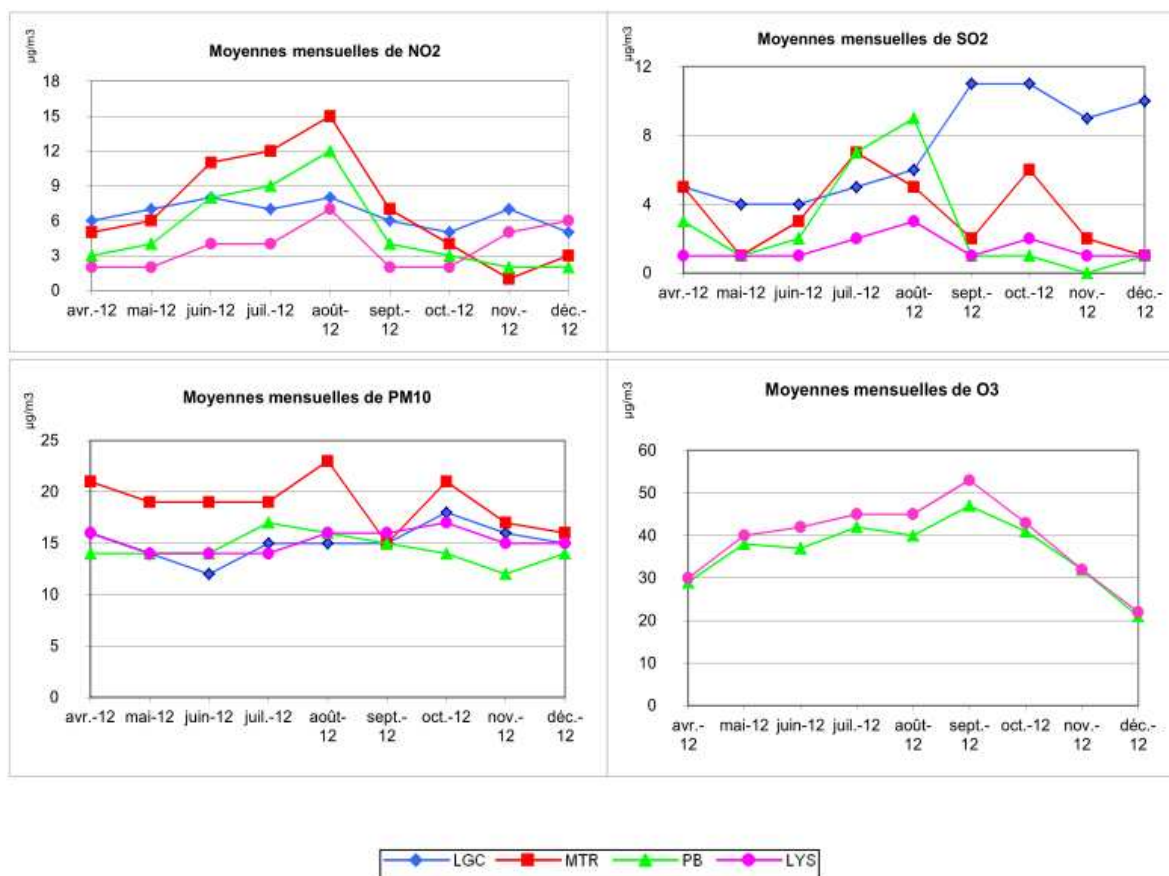 µg/m3
Moyennes mensuelles de NO2
18
15
12
9
6
3
0
avr.-12 mai-12 juin-12 juil.-12 août-12 sept.-12 oct.-12 nov.-12 déc.-12
µg/m3
Moyennes mensuelles de SO2
12
8
4
0
avr.-12 mai-12 juin-12 juil.-12 août-12 sept.-12 oct.-12 nov.-12 déc.-12
µg/m3
Moyennes mensuelles de PM10
25
20
15
10
5
0
avr.-12 mai-12 juin-12 juil.-12 août-12 sept.-12 oct.-12 nov.-12 déc.-12
µg/m3
Moyennes mensuelles de O3
60
50
40
30
20
10
0
avr.-12 mai-12 juin-12 juil.-12 août-12 sept.-12 oct.-12 nov.-12 déc.-12
LGC MTR PB LYS